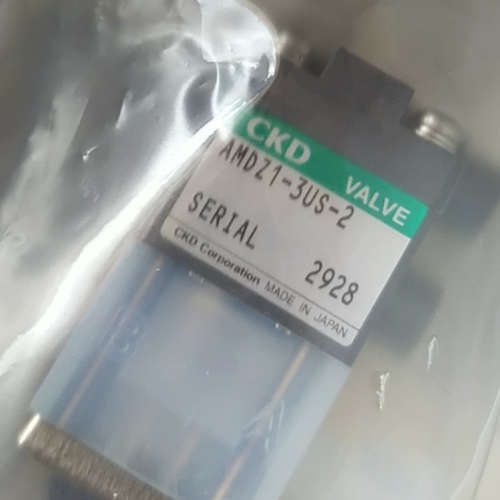 CKD VALVE
AMDZ1-3US-2
SERIAL 2928
CKD Corporation MADE IN JAPAN